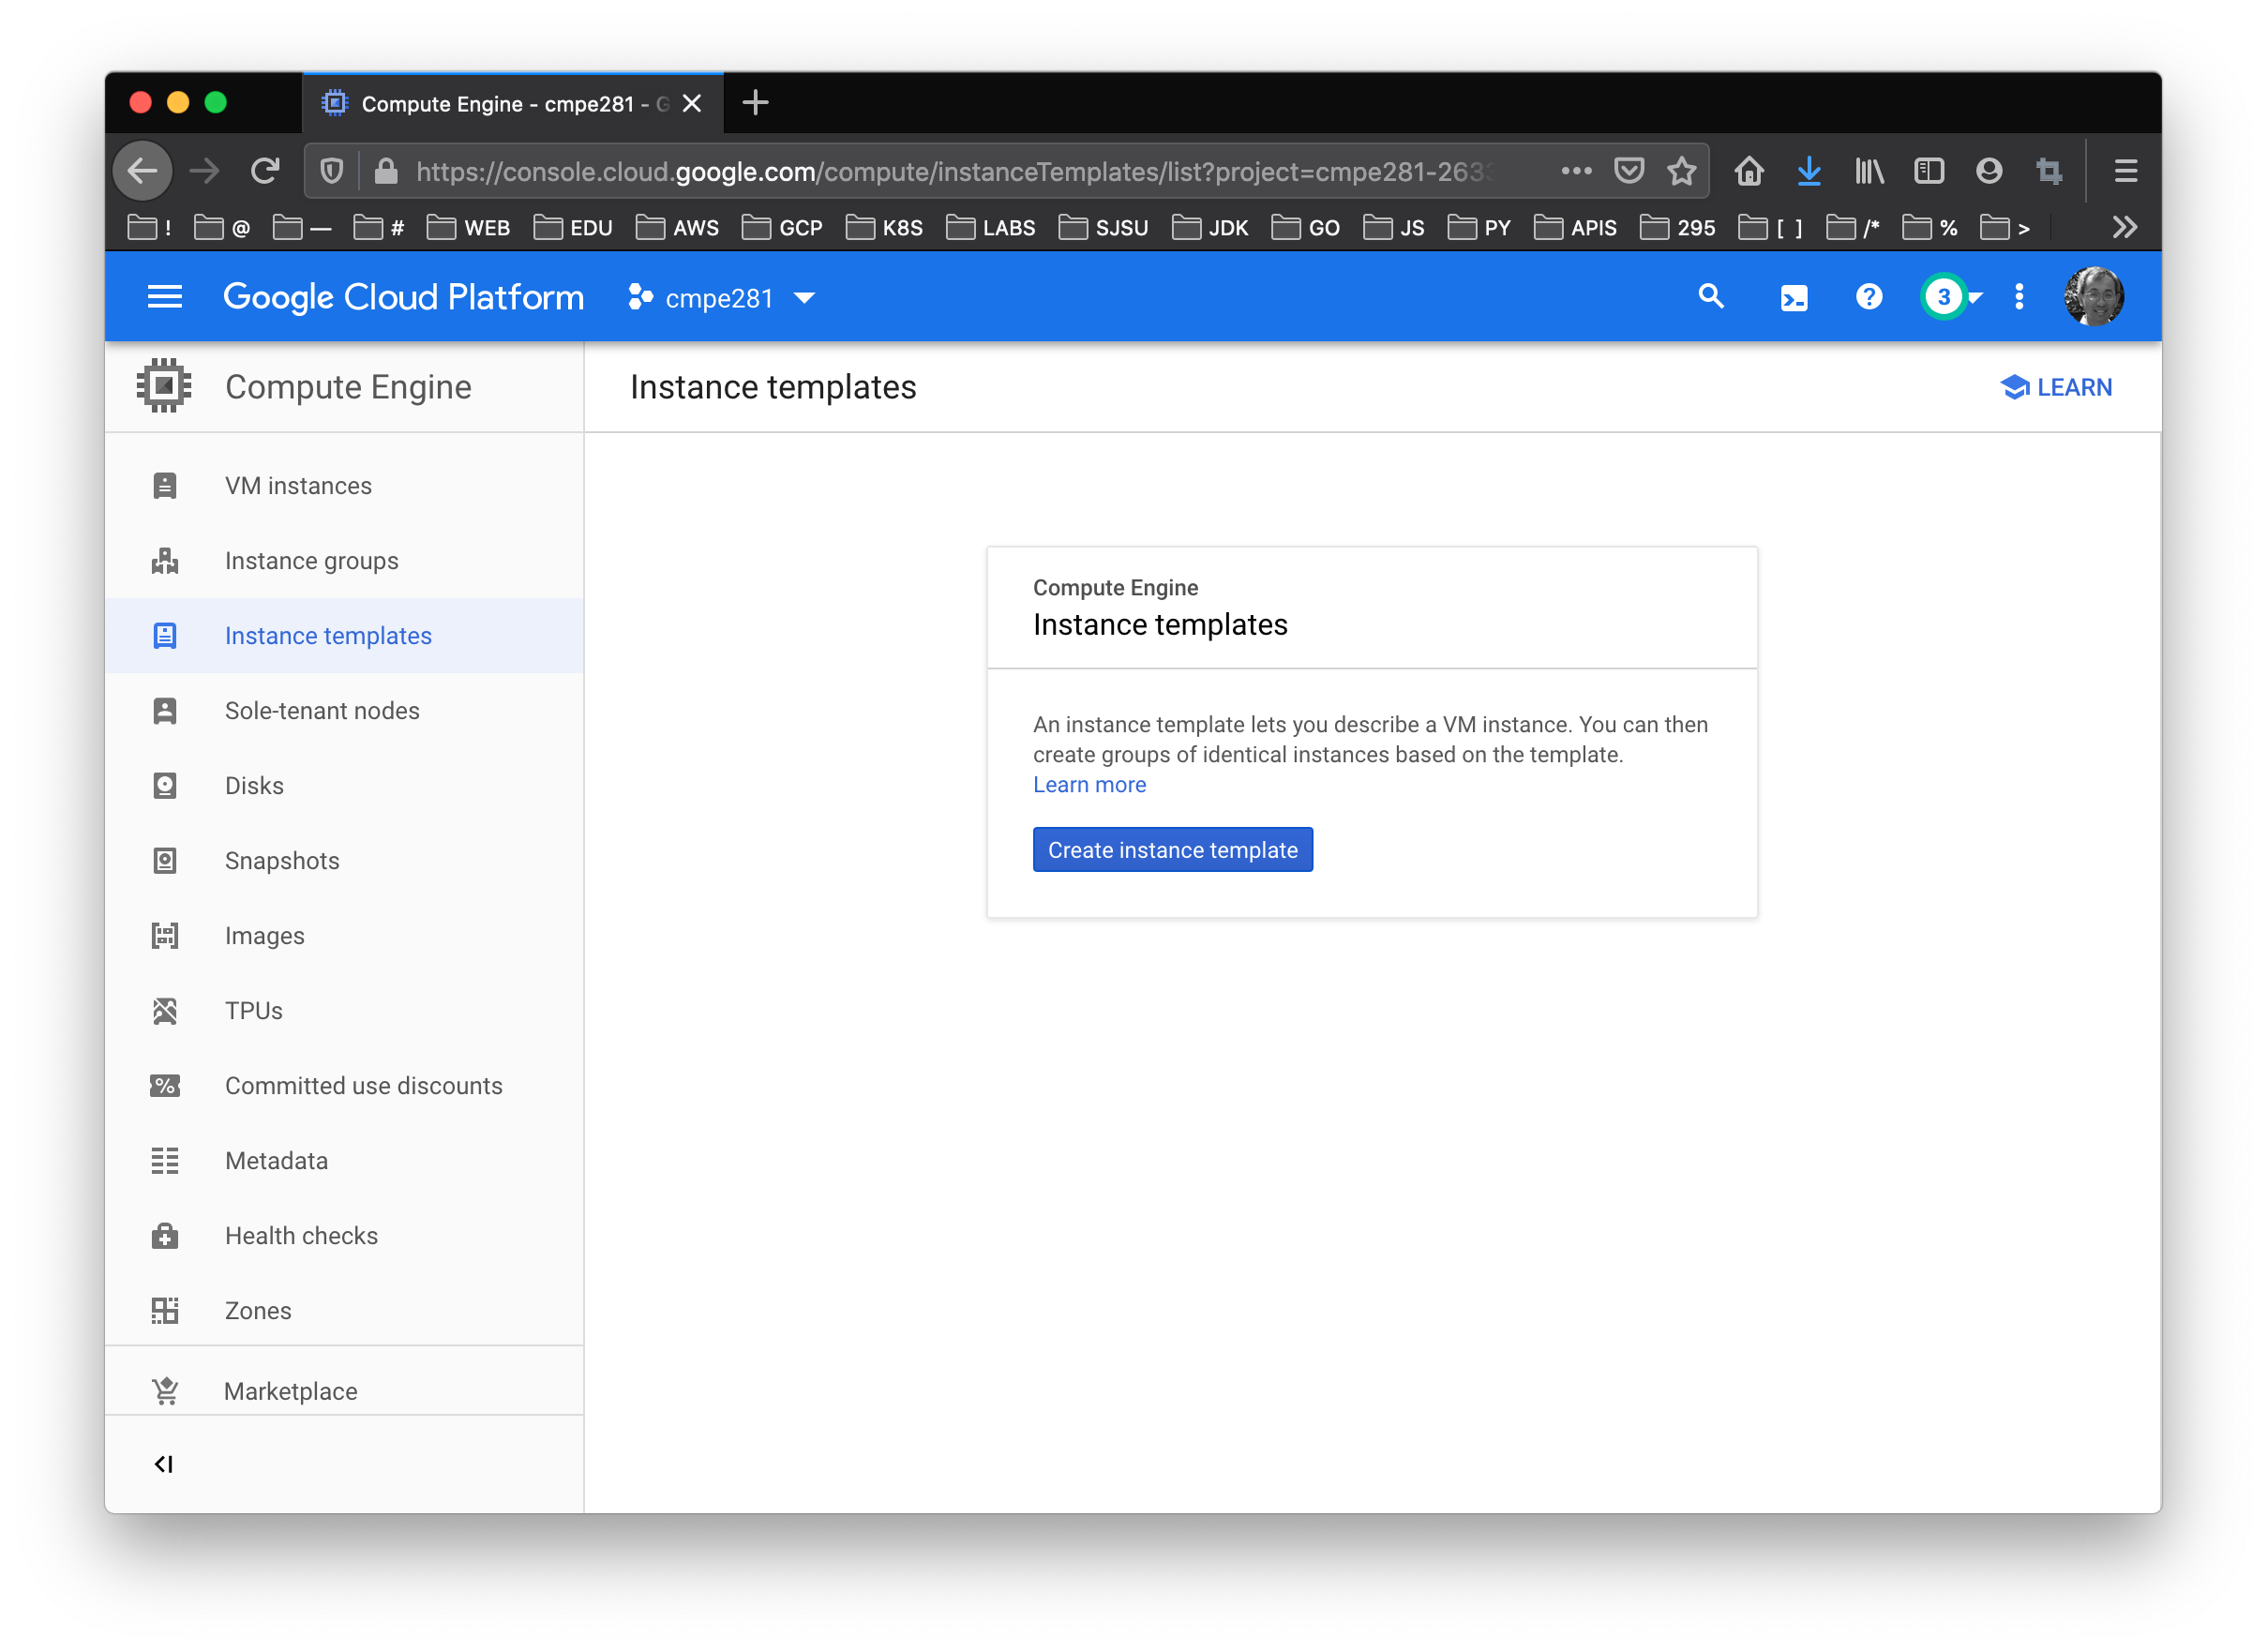 Compute Engine - cmpe281 - G
https://console.cloud.google.com/compute/instanceTemplates/list?project=cmpe281-2633
! @ — # WEB EDU AWS GCP K8S LABS SJSU JDK GO JS PY APIS 295 [ ] /* % >
Google Cloud Platform cmpe281 3
Compute Engine
Instance templates
LEARN
VM instances
Instance groups
Instance templates
Sole-tenant nodes
Disks
Snapshots
Images
TPUs
Committed use discounts
Metadata
Health checks
Zones
Marketplace
Compute Engine
Instance templates
An instance template lets you describe a VM instance. You can then
create groups of identical instances based on the template.
Learn more
Create instance template